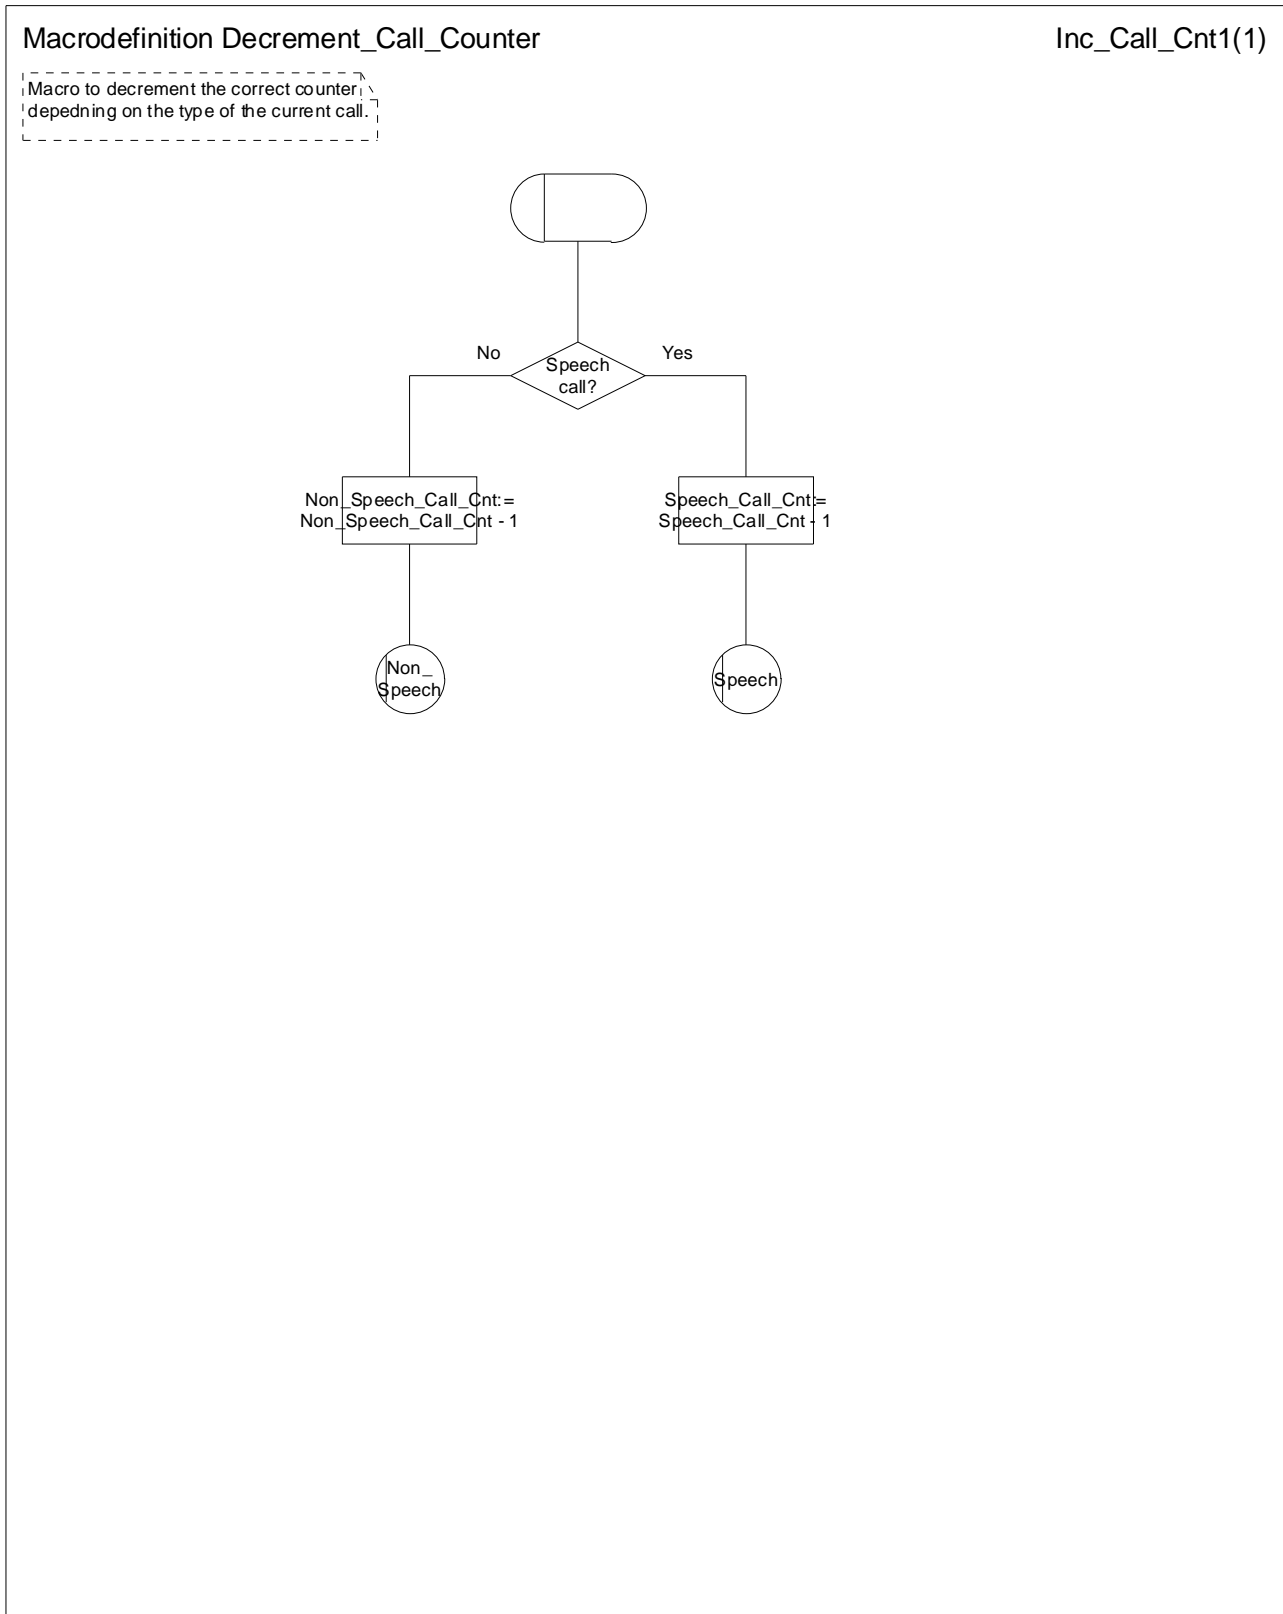 Macrodefinition Decrement_Call_Counter
Inc_Call_Cnt1(1)
Macro to decrement the correct counter
depedning on the type of the current call.
No
Yes
Speech
call?
Non_Speech_Call_Cnt:=
Non_Speech_Call_Cnt - 1
Speech_Call_Cnt:=
Speech_Call_Cnt - 1
Non_
Speech
Speech